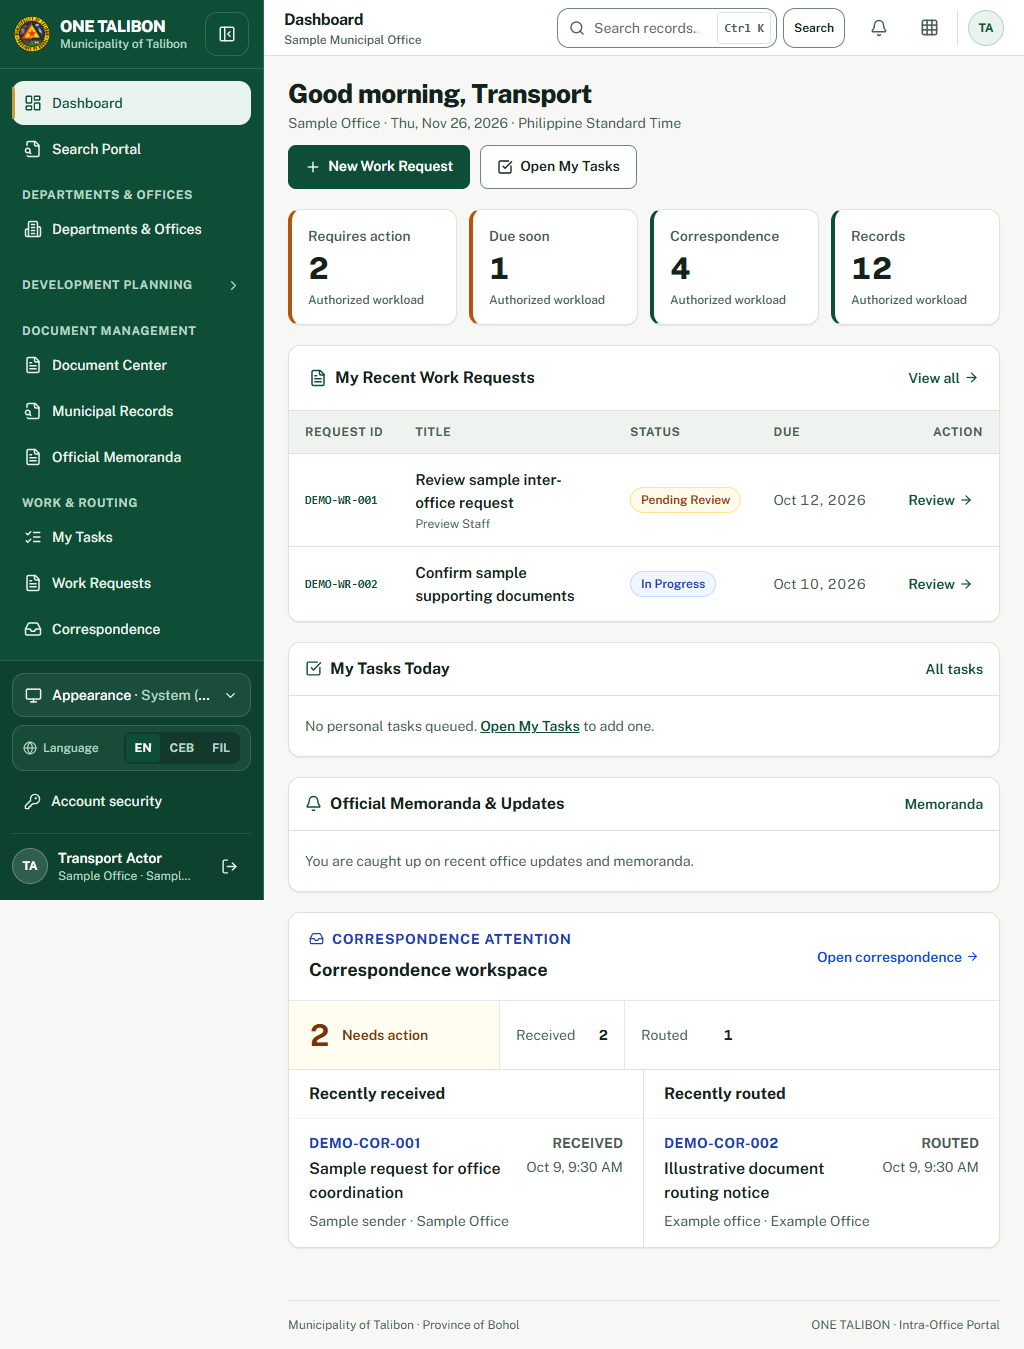 ONE TALIBON
Municipality of Talibon
Dashboard
Search Portal
DEPARTMENTS & OFFICES
Departments & Offices
DEVELOPMENT PLANNING
DOCUMENT MANAGEMENT
Document Center
Municipal Records
Official Memoranda
WORK & ROUTING
My Tasks
Work Requests
Correspondence
Appearance · System (...
Language EN CEB FIL
Account security
TA
Transport Actor
Sample Office · Sampl...
Dashboard
Sample Municipal Office
Search records.. Ctrl K Search TA
Good morning, Transport
Sample Office · Thu, Nov 26, 2026 · Philippine Standard Time
New Work Request Open My Tasks
Requires action
2
Authorized workload
Due soon
1
Authorized workload
Correspondence
4
Authorized workload
Records
12
Authorized workload
My Recent Work Requests View all
REQUEST ID TITLE STATUS DUE ACTION
DEMO-WR-001
Review sample inter-
office request
Preview Staff
Pending Review Oct 12, 2026 Review
DEMO-WR-002
Confirm sample
supporting documents
In Progress Oct 10, 2026 Review
My Tasks Today All tasks
No personal tasks queued. Open My Tasks to add one.
Official Memoranda & Updates Memoranda
You are caught up on recent office updates and memoranda.
CORRESPONDENCE ATTENTION
Correspondence workspace
Open correspondence
2 Needs action Received 2 Routed 1
Recently received
DEMO-COR-001 RECEIVED
Sample request for office
coordination
Oct 9, 9:30 AM
Sample sender · Sample Office
Recently routed
DEMO-COR-002 ROUTED
Illustrative document
routing notice
Oct 9, 9:30 AM
Example office · Example Office
Municipality of Talibon · Province of Bohol
ONE TALIBON · Intra-Office Portal